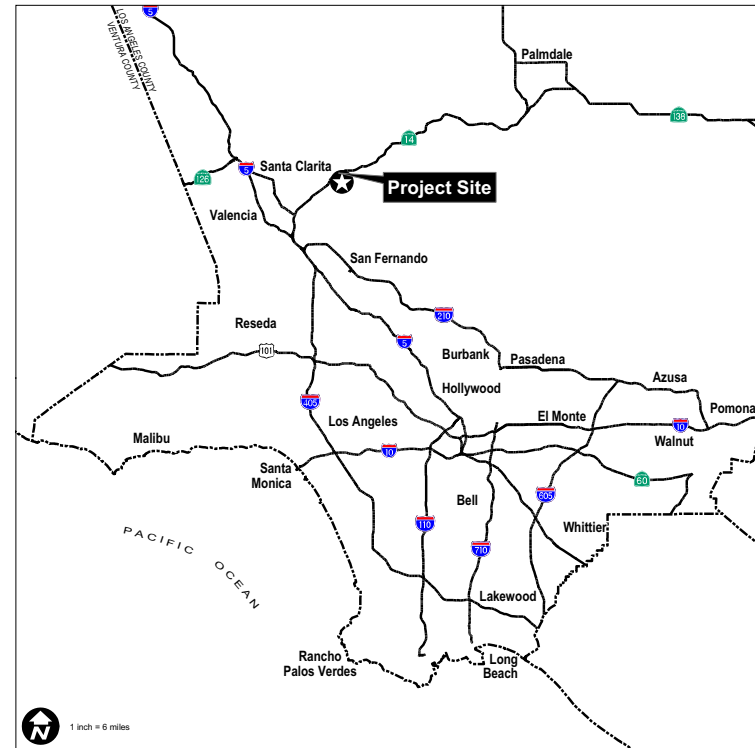 5
LOS ANGELES COUNTY
VENTURA COUNTY
Palmdale
138
14
Santa Clarita
5
126
Project Site
Valencia
San Fernando
210
Reseda
5
101
Burbank
Pasadena
Hollywood
Azusa
405
Los Angeles
El Monte
Pomona
10
Malibu
Walnut
10
Santa
Monica
60
Bell
605
110
Whittier
710
PACIFIC OCEAN
Lakewood
Rancho
Palos Verdes
Long
Beach
N
1 inch = 6 miles